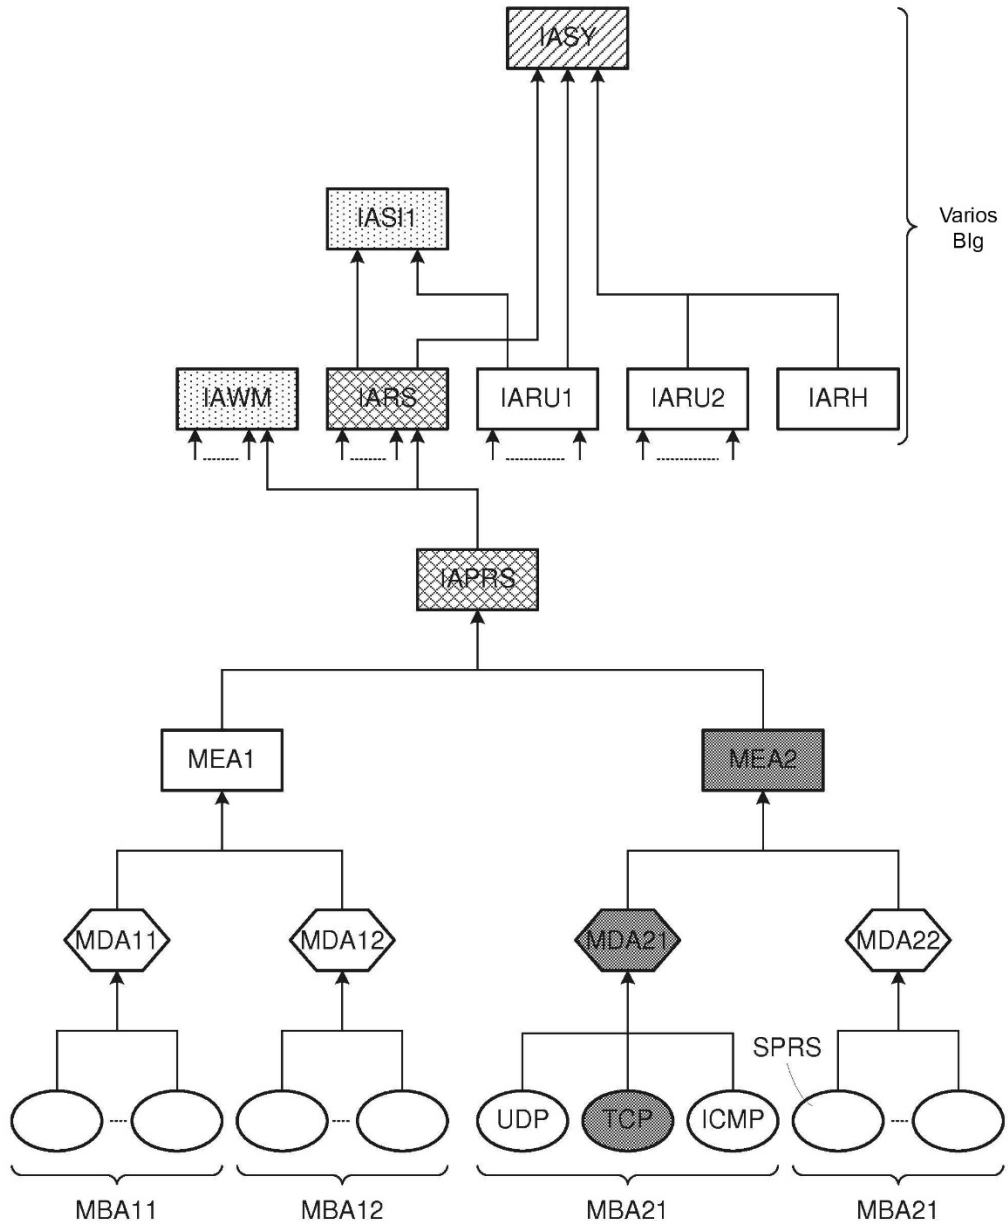 IASY
Varios
Blg
IASI1
IAWM
IARS
IARU1
IARU2
IARH
IAPRS
MEA1
MEA2
MDA11
MDA12
MDA21
MDA22
SPRS
UDP
TCP
ICMP
MBA11
MBA12
MBA21
MBA21